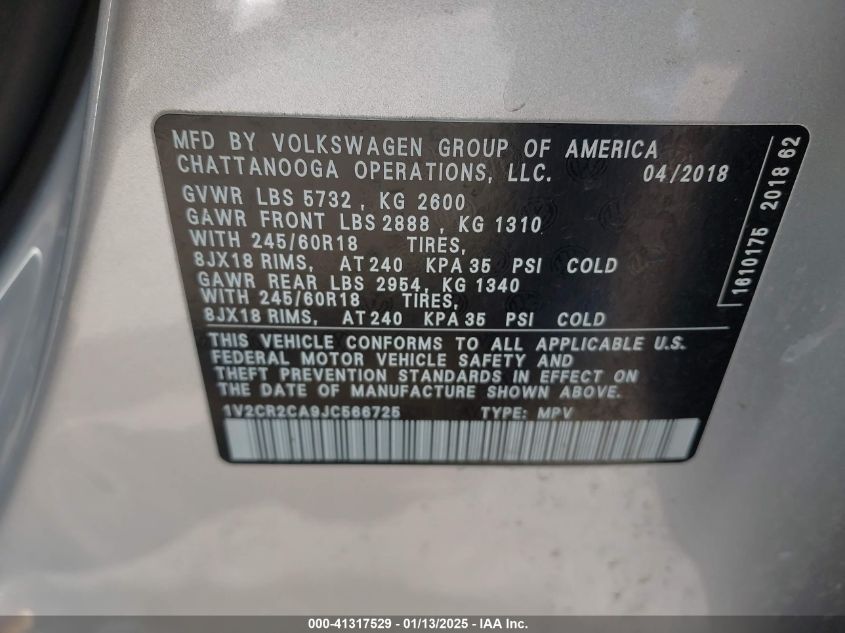 MFD BY VOLKSWAGEN GROUP OF AMERICA
CHATTANOOGA OPERATIONS, LLC. 04/2018
GVWR LBS 5732 , KG 2600
GAWR FRONT LBS 2888 , KG 1310
WITH 245/60R18 TIRES,
8JX18 RIMS, AT 240 KPA 35 PSI COLD
GAWR REAR LBS 2954, KG 1340
WITH 245/60R18 TIRES,
8JX18 RIMS, AT 240 KPA 35 PSI COLD
THIS VEHICLE CONFORMS TO ALL APPLICABLE U.S.
FEDERAL MOTOR VEHICLE SAFETY AND
THEFT PREVENTION STANDARDS IN EFFECT ON
THE DATE OF MANUFACTURE SHOWN ABOVE.
1V2CR2CA9JC566725 TYPE: MPV
1610175 2018 62
000-41317529 - 01/13/2025 - IAA Inc.